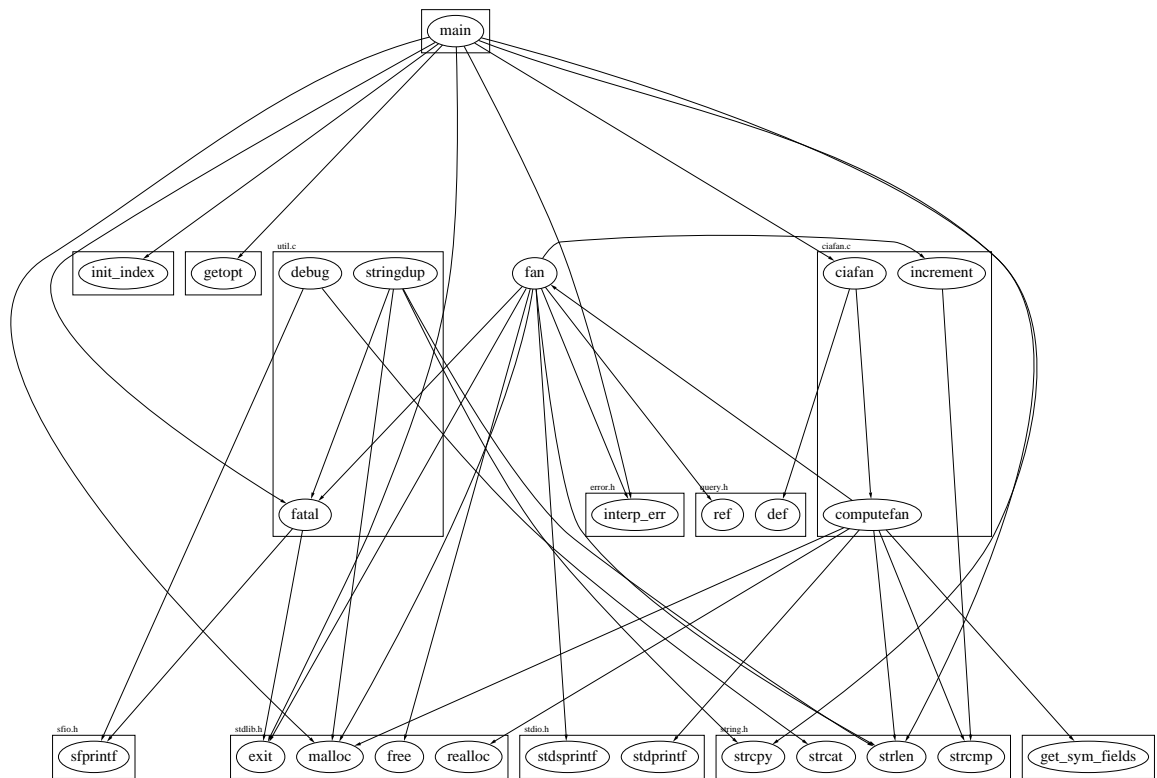 main
util.c
ciafan.c
init_index
getopt
debug
stringdup
fan
ciafan
increment
error.h
query.h
fatal
interp_err
ref
def
computefan
sfio.h
stdlib.h
stdio.h
string.h
sfprintf
exit
malloc
free
realloc
stdsprintf
stdprintf
strcpy
strcat
strlen
strcmp
get_sym_fields